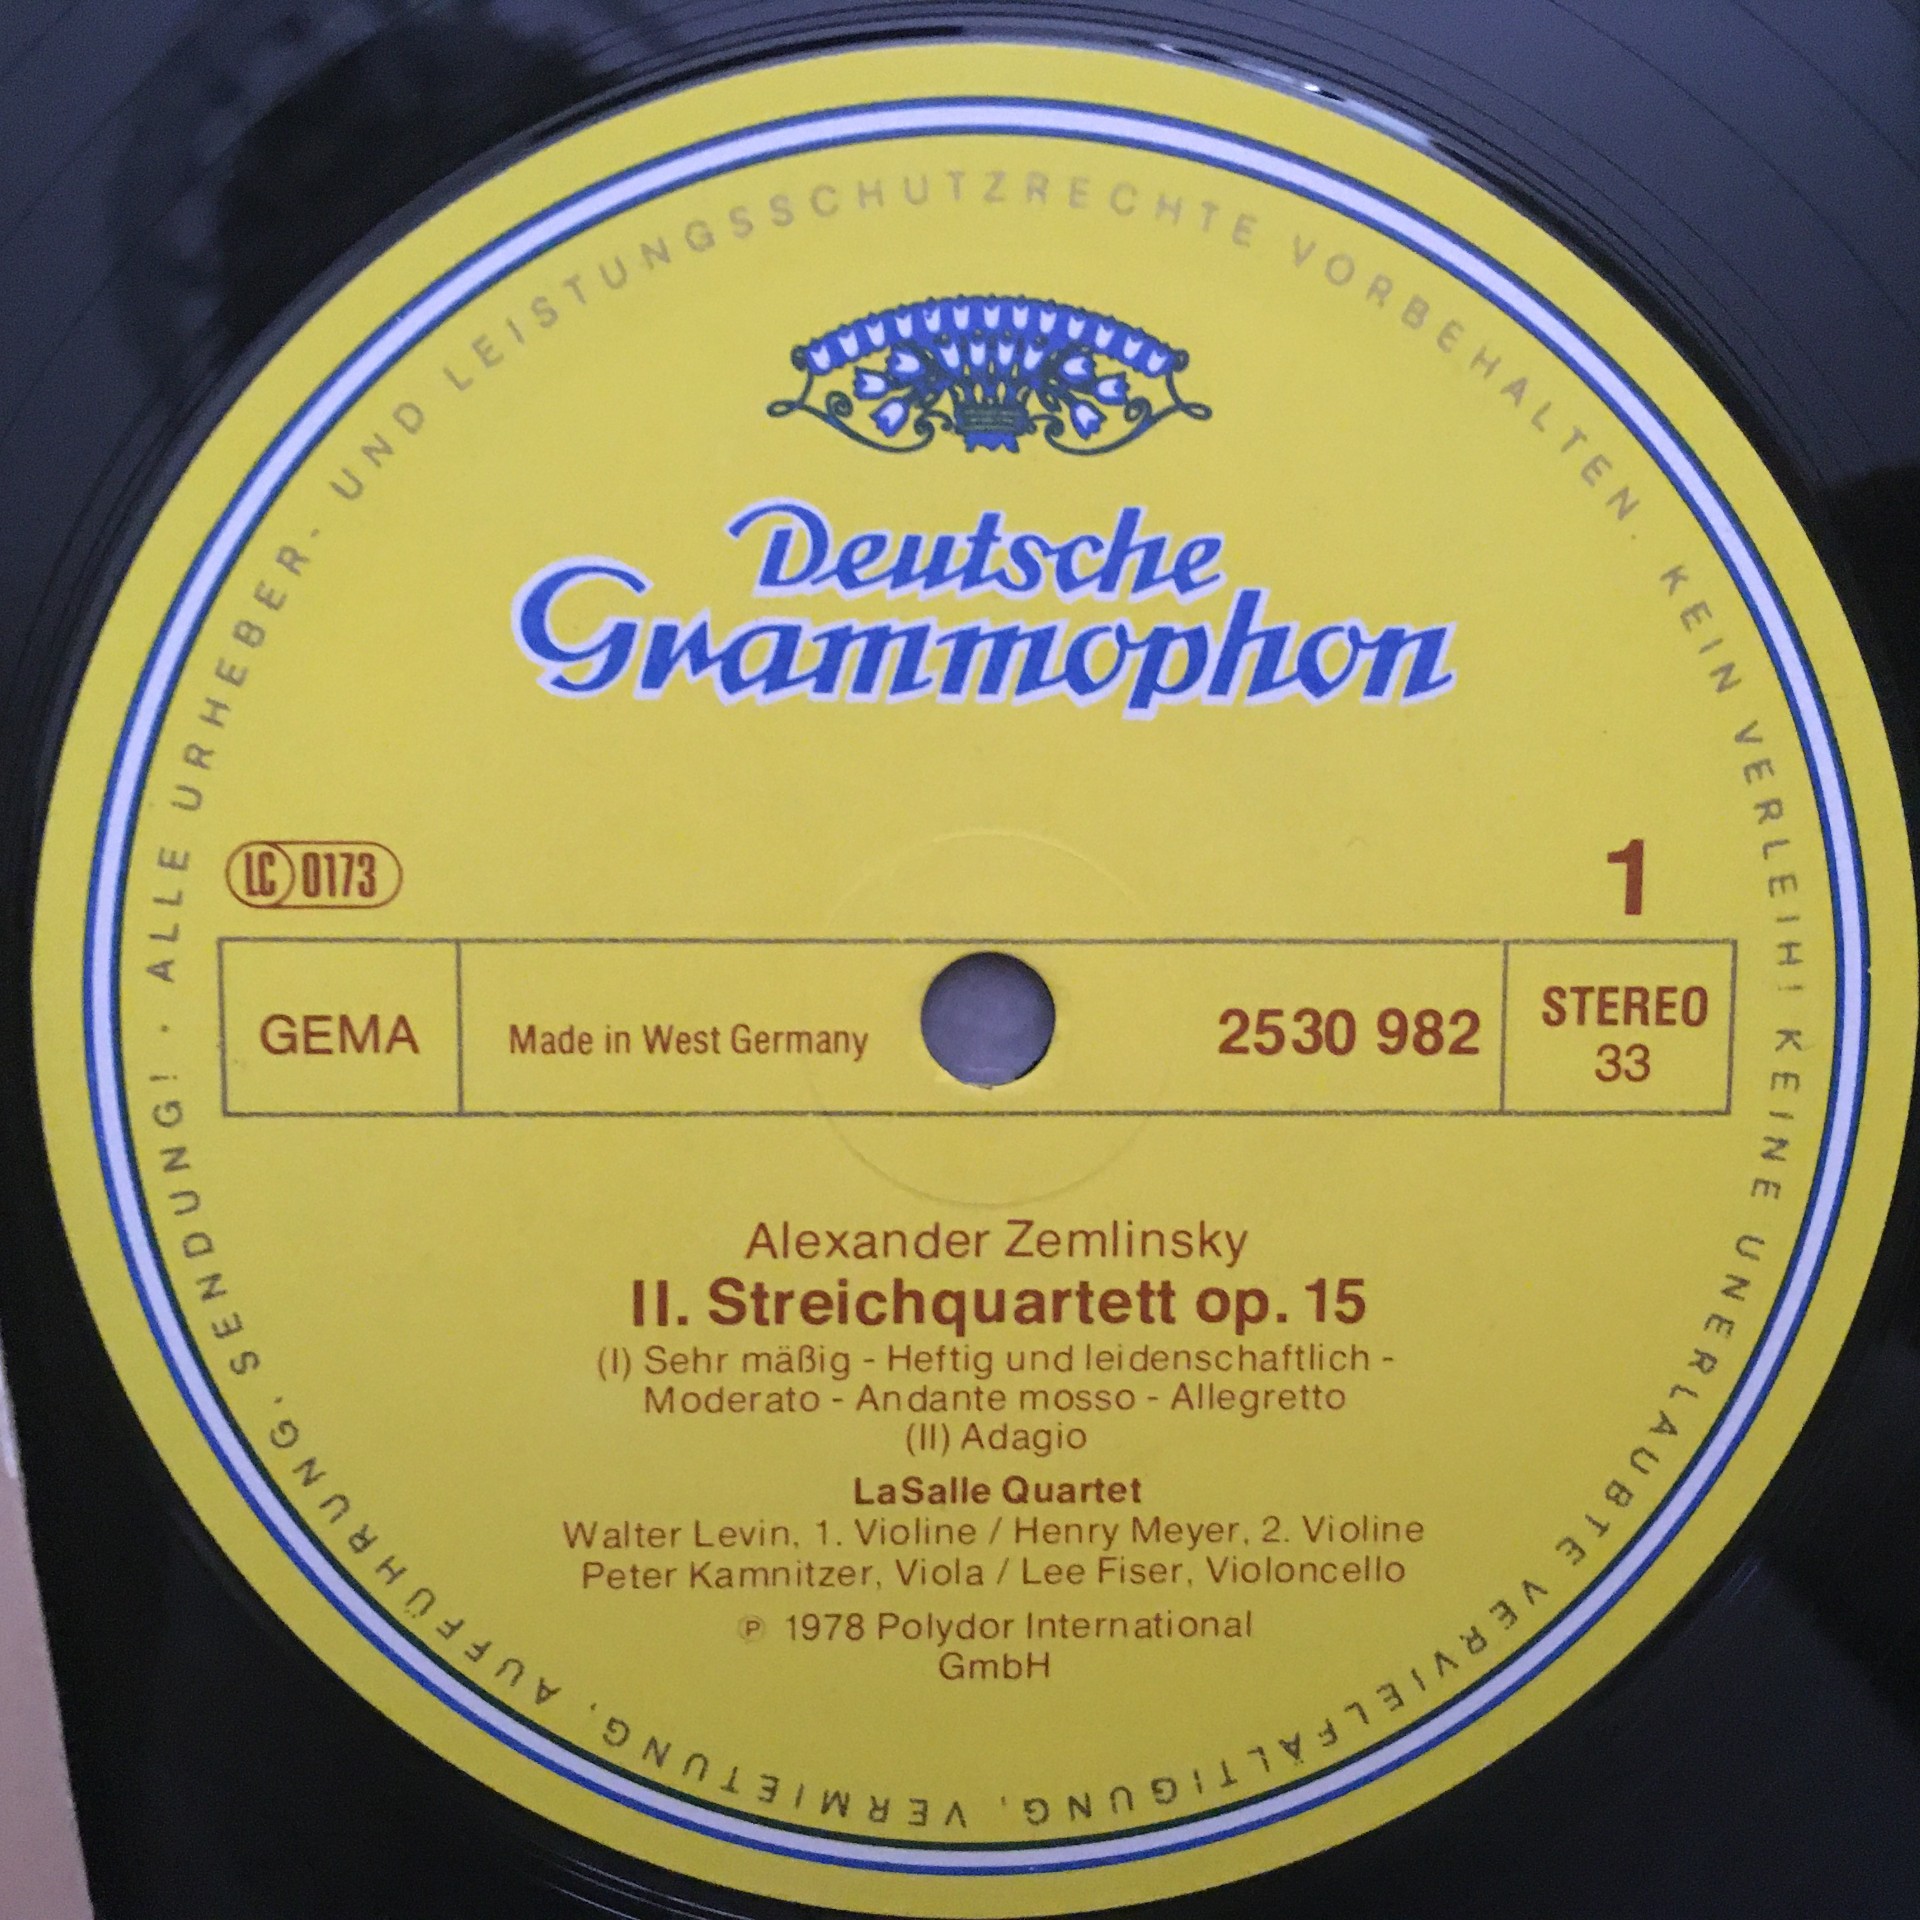 ALLE URHEBER- UND LEISTUNGSSCHUTZRECHTE VORBEHALTEN. KEIN VERLEIH! KEINE UNERLAUBTE VERVIELFÄLTIGUNG, VERMIETUNG, AUFFÜHRUNG, SENDUNG! ·
Deutsche
Grammophon
LC 0173
1
GEMA
Made in West Germany
2530 982
STEREO
33
Alexander Zemlinsky
II. Streichquartett op. 15
(I) Sehr mäßig - Heftig und leidenschaftlich -
Moderato - Andante mosso - Allegretto
(II) Adagio
LaSalle Quartet
Walter Levin, 1. Violine / Henry Meyer, 2. Violine
Peter Kamnitzer, Viola / Lee Fiser, Violoncello
℗ 1978 Polydor International
GmbH